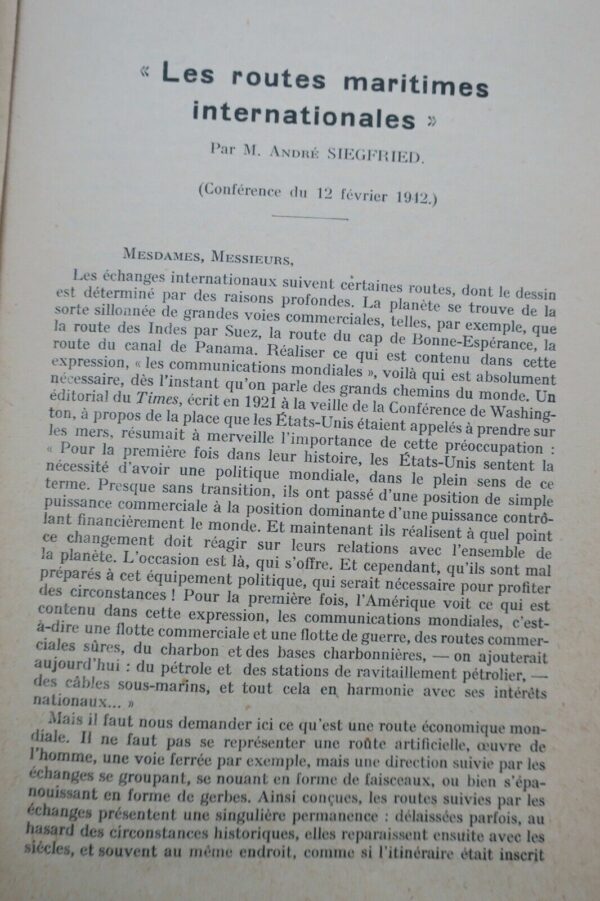 « Les routes maritimes
internationales »
Par M. André SIEGFRIED.
(Conférence du 12 février 1942.)
Mesdames, Messieurs,
Les échanges internationaux suivent certaines routes, dont le dessin
est déterminé par des raisons profondes. La planète se trouve de la
sorte sillonnée de grandes voies commerciales, telles, par exemple, que
la route des Indes par Suez, la route du cap de Bonne-Espérance, la
route du canal de Panama. Réaliser ce qui est contenu dans cette
expression, « les communications mondiales », voilà qui est absolument
nécessaire, dès l'instant qu'on parle des grands chemins du monde. Un
éditorial du Times, écrit en 1921 à la veille de la Conférence de Washing-
ton, à propos de la place que les États-Unis étaient appelés à prendre sur
les mers, résumait à merveille l'importance de cette préoccupation :
« Pour la première fois dans leur histoire, les États-Unis sentent la
nécessité d'avoir une politique mondiale, dans le plein sens de ce
terme. Presque sans transition, ils ont passé d'une position de simple
puissance commerciale à la position dominante d'une puissance contrô-
lant financièrement le monde. Et maintenant ils réalisent à quel point
ce changement doit réagir sur leurs relations avec l'ensemble de
la planète. L'occasion est là, qui s'offre. Et cependant, qu'ils sont mal
préparés à cet équipement politique, qui serait nécessaire pour profiter
des circonstances ! Pour la première fois, l'Amérique voit ce qui est
contenu dans cette expression, les communications mondiales, c'est-
à-dire une flotte commerciale et une flotte de guerre, des routes commer-
ciales sûres, du charbon et des bases charbonnières, — on ajouterait
aujourd'hui : du pétrole et des stations de ravitaillement pétrolier, —
des câbles sous-marins, et tout cela en harmonie avec ses intérêts
nationaux... »
Mais il faut nous demander ici ce qu'est une route économique mon-
diale. Il ne faut pas se représenter une route artificielle, œuvre de
l'homme, une voie ferrée par exemple, mais une direction suivie par les
échanges se groupant, se nouant en forme de faisceaux, ou bien s'épa-
nouissant en forme de gerbes. Ainsi conçues, les routes suivies par les
échanges présentent une singulière permanence : délaissées parfois, au
hasard des circonstances historiques, elles reparaissent ensuite avec les
siécles, et souvent au même endroit, comme si l'itinéraire était inscrit